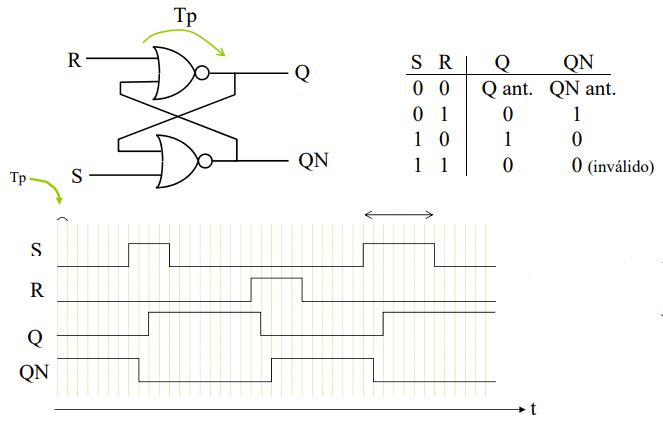 Tp
R
Q
S
QN
S R Q QN
0 0 Q ant. QN ant.
0 1 0 1
1 0 1 0
1 1 0 0 (inválido)
Tp
S
R
Q
QN
t